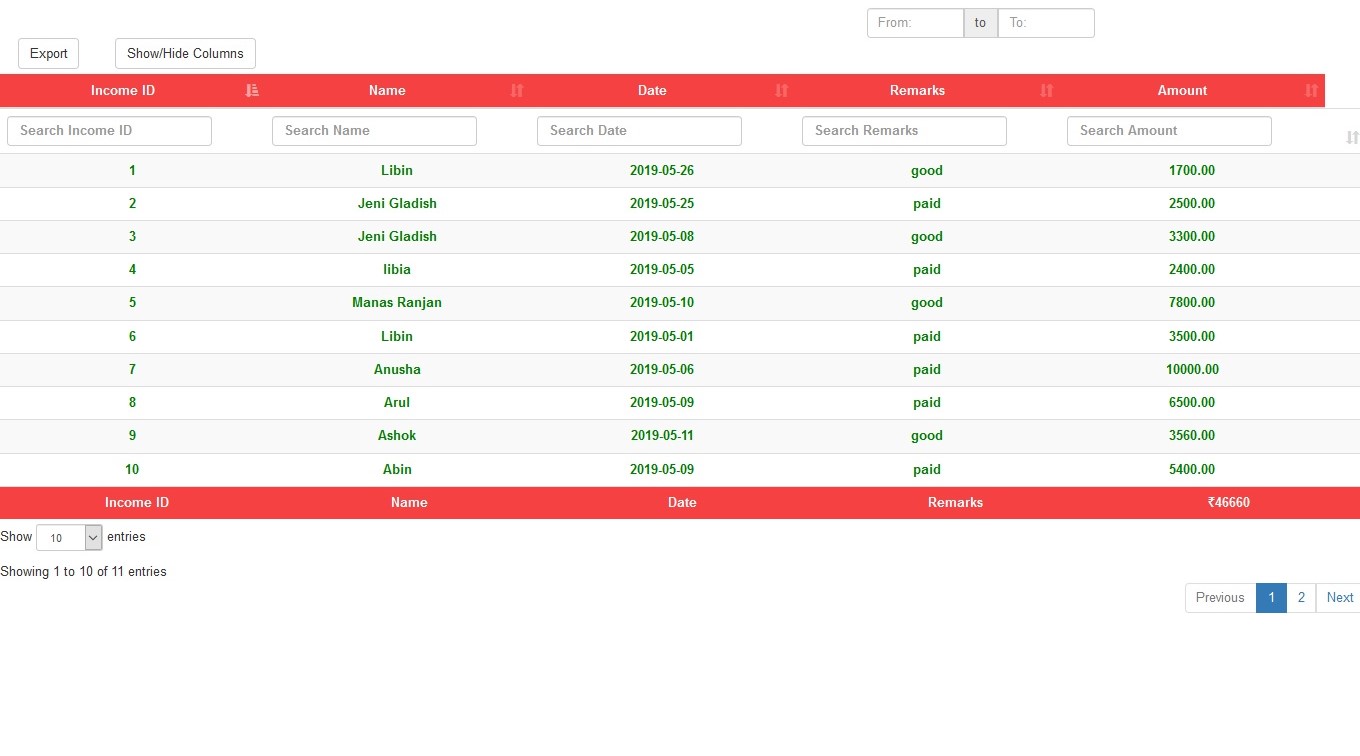 From: to To:
Export Show/Hide Columns
Income ID Name Date Remarks Amount
Search Income ID Search Name Search Date Search Remarks Search Amount
1 Libin 2019-05-26 good 1700.00
2 Jeni Gladish 2019-05-25 paid 2500.00
3 Jeni Gladish 2019-05-08 good 3300.00
4 libia 2019-05-05 paid 2400.00
5 Manas Ranjan 2019-05-10 good 7800.00
6 Libin 2019-05-01 paid 3500.00
7 Anusha 2019-05-06 paid 10000.00
8 Arul 2019-05-09 paid 6500.00
9 Ashok 2019-05-11 good 3560.00
10 Abin 2019-05-09 paid 5400.00
Income ID Name Date Remarks ₹46660
Show 10 entries
Showing 1 to 10 of 11 entries
Previous 1 2 Next